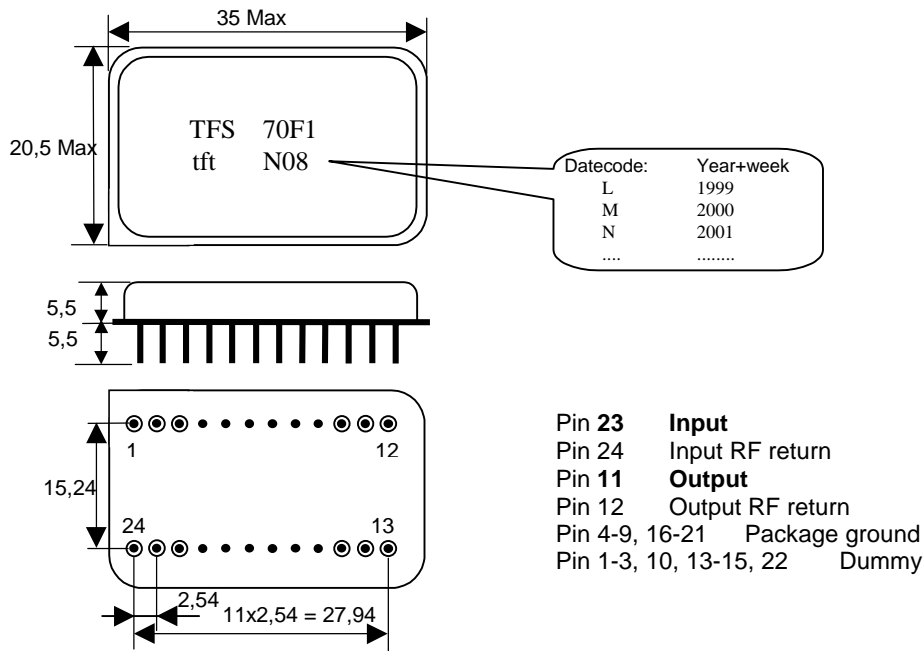 35 Max
20,5 Max
TFS 70F1
tft N08
Datecode: Year+week
L 1999
M 2000
N 2001
.... ........
5,5
5,5
1 12
15,24
24 13
2,54
11x2,54 = 27,94
Pin 23 Input
Pin 24 Input RF return
Pin 11 Output
Pin 12 Output RF return
Pin 4-9, 16-21 Package ground
Pin 1-3, 10, 13-15, 22 Dummy